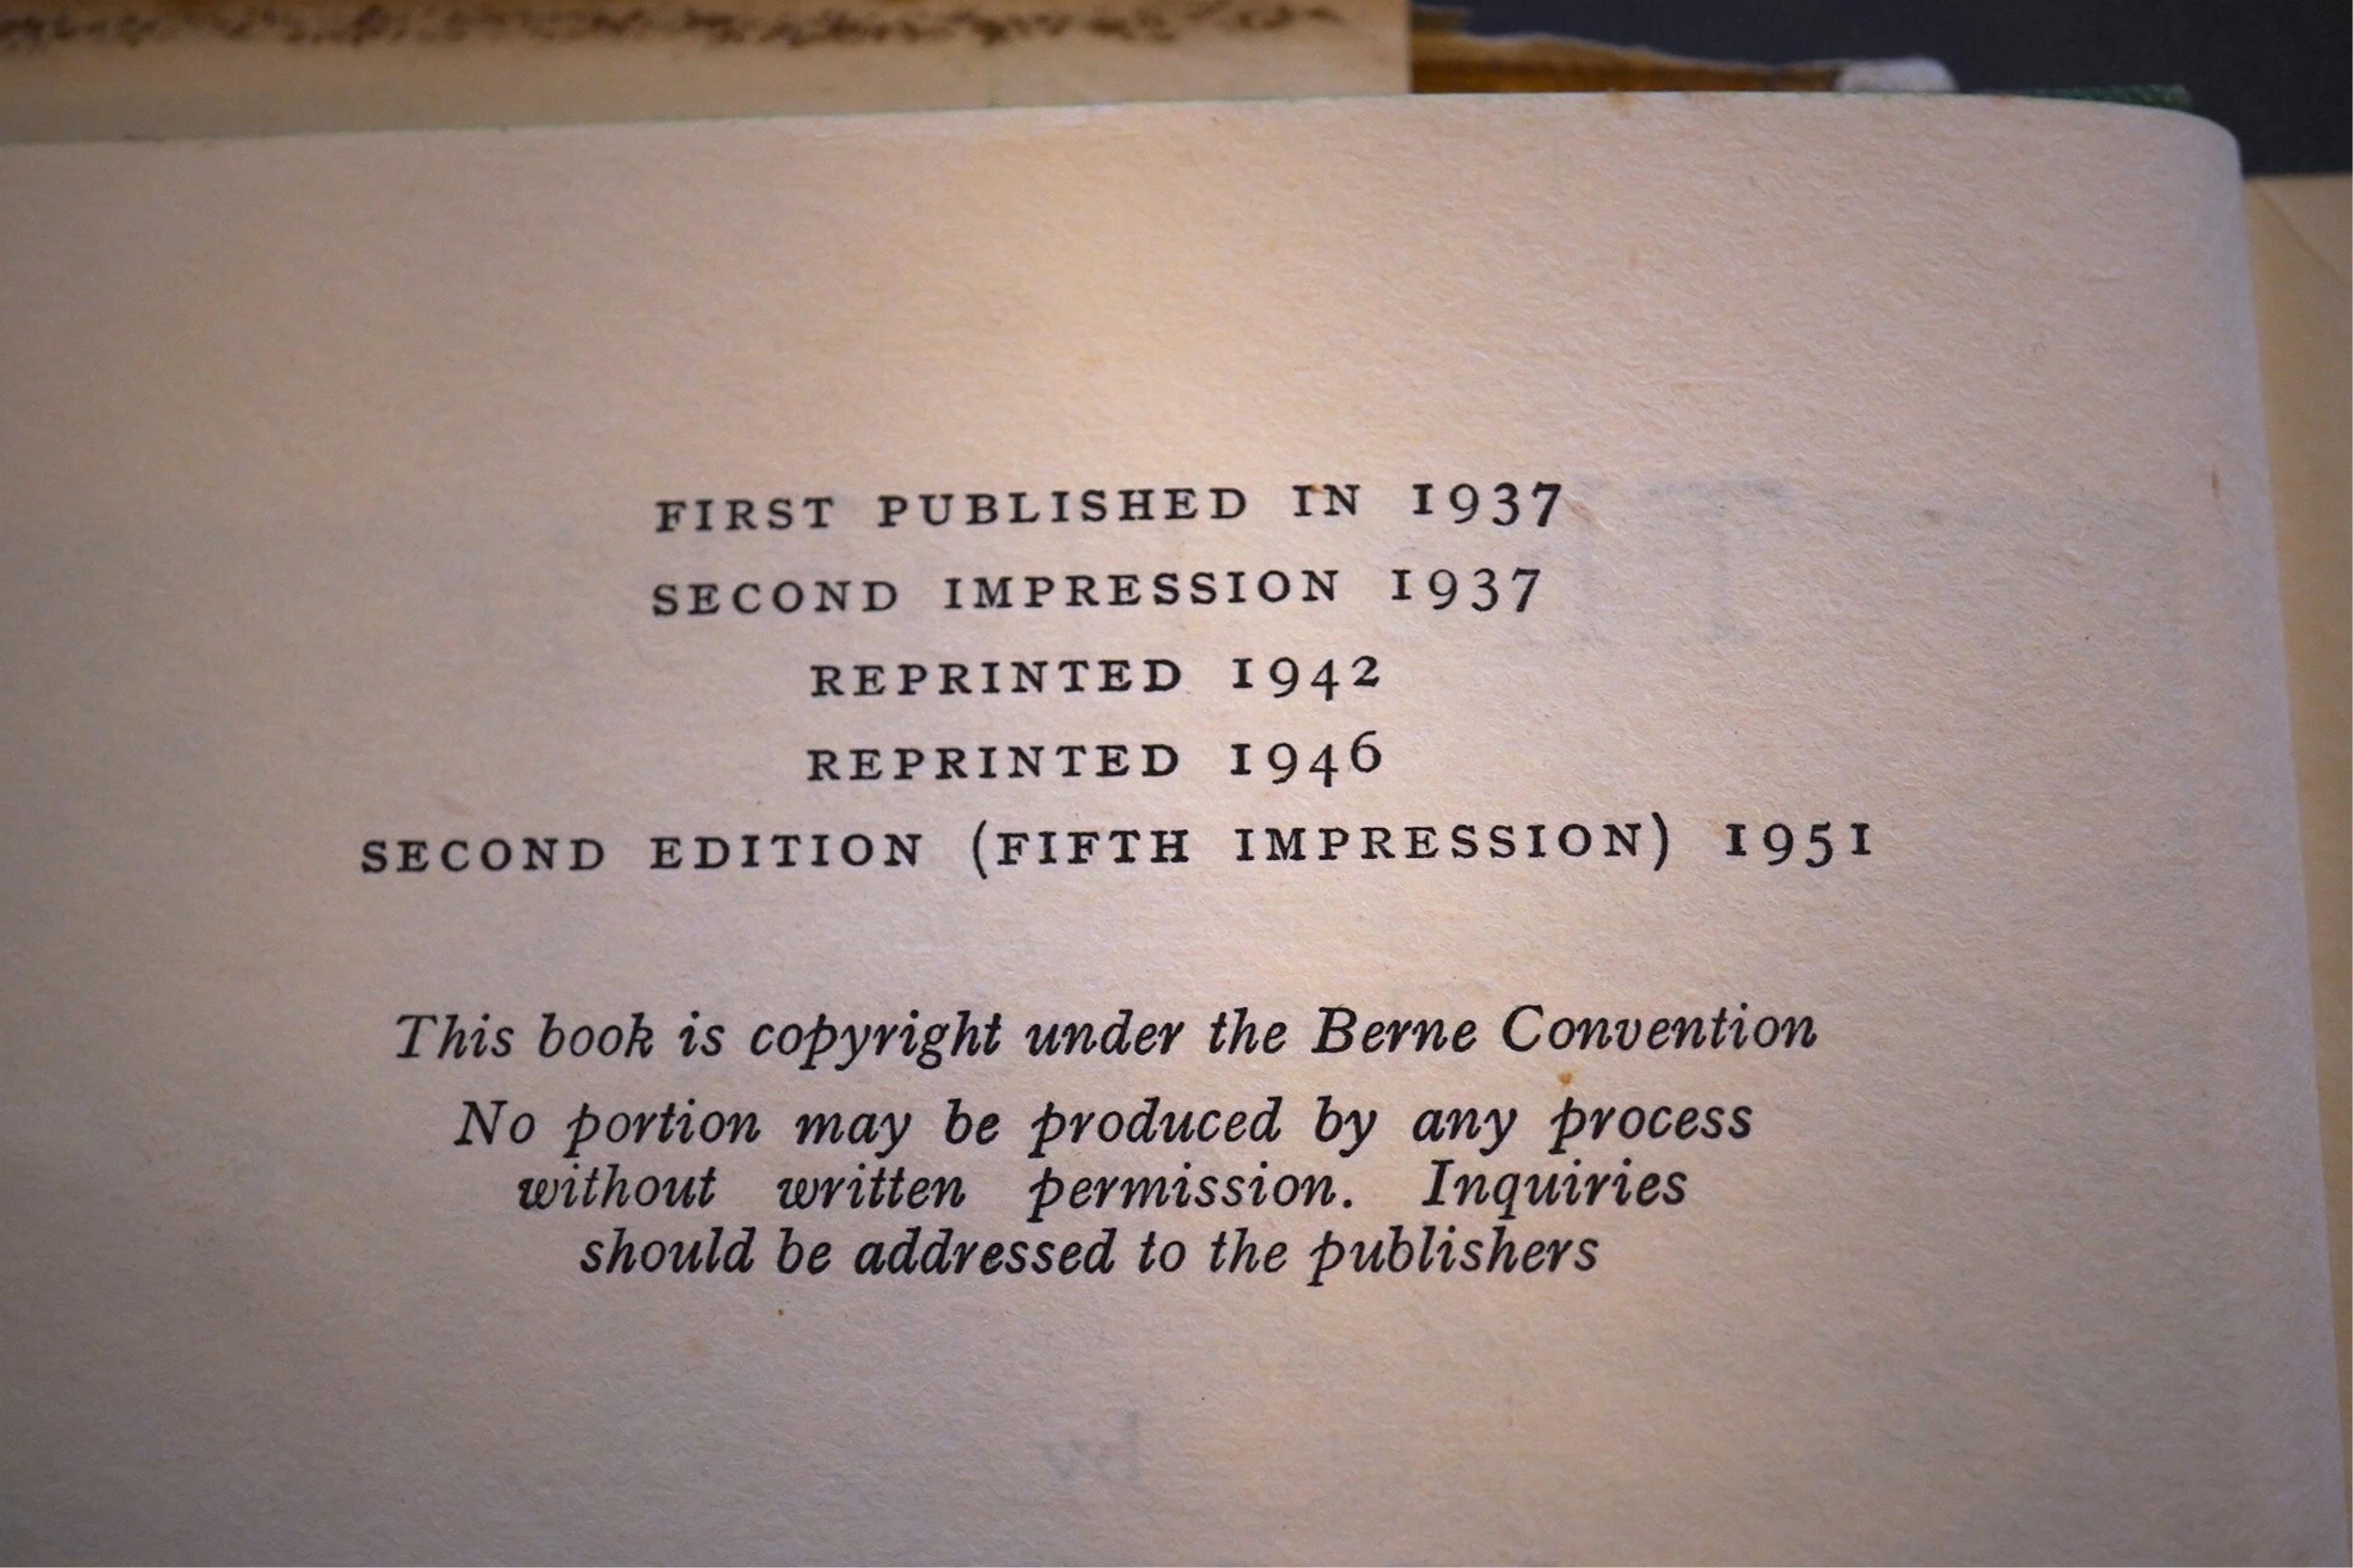 FIRST PUBLISHED IN 1937
SECOND IMPRESSION 1937
REPRINTED 1942
REPRINTED 1946
SECOND EDITION (FIFTH IMPRESSION) 1951
This book is copyright under the Berne Convention
No portion may be produced by any process
without written permission. Inquiries
should be addressed to the publishers